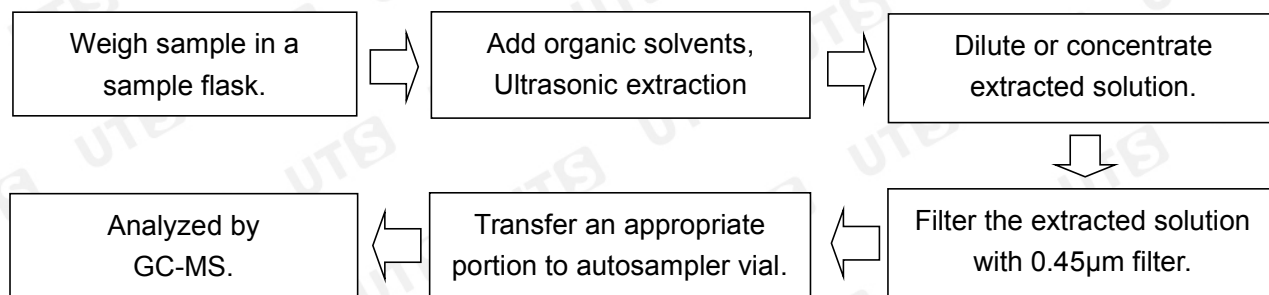 Weigh sample in a
sample flask.
Add organic solvents,
Ultrasonic extraction
Dilute or concentrate
extracted solution.
Filter the extracted solution
with 0.45µm filter.
Transfer an appropriate
portion to autosampler vial.
Analyzed by
GC-MS.